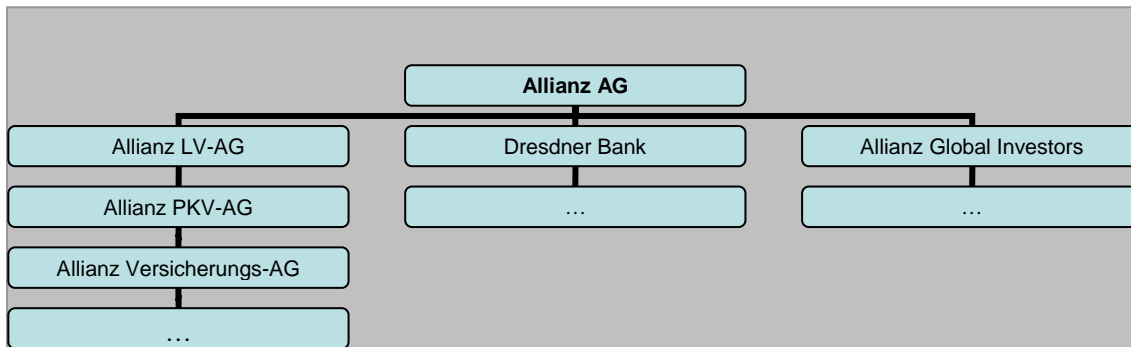 Allianz AG
Allianz LV-AG
Dresdner Bank
Allianz Global Investors
Allianz PKV-AG
…
…
Allianz Versicherungs-AG
…